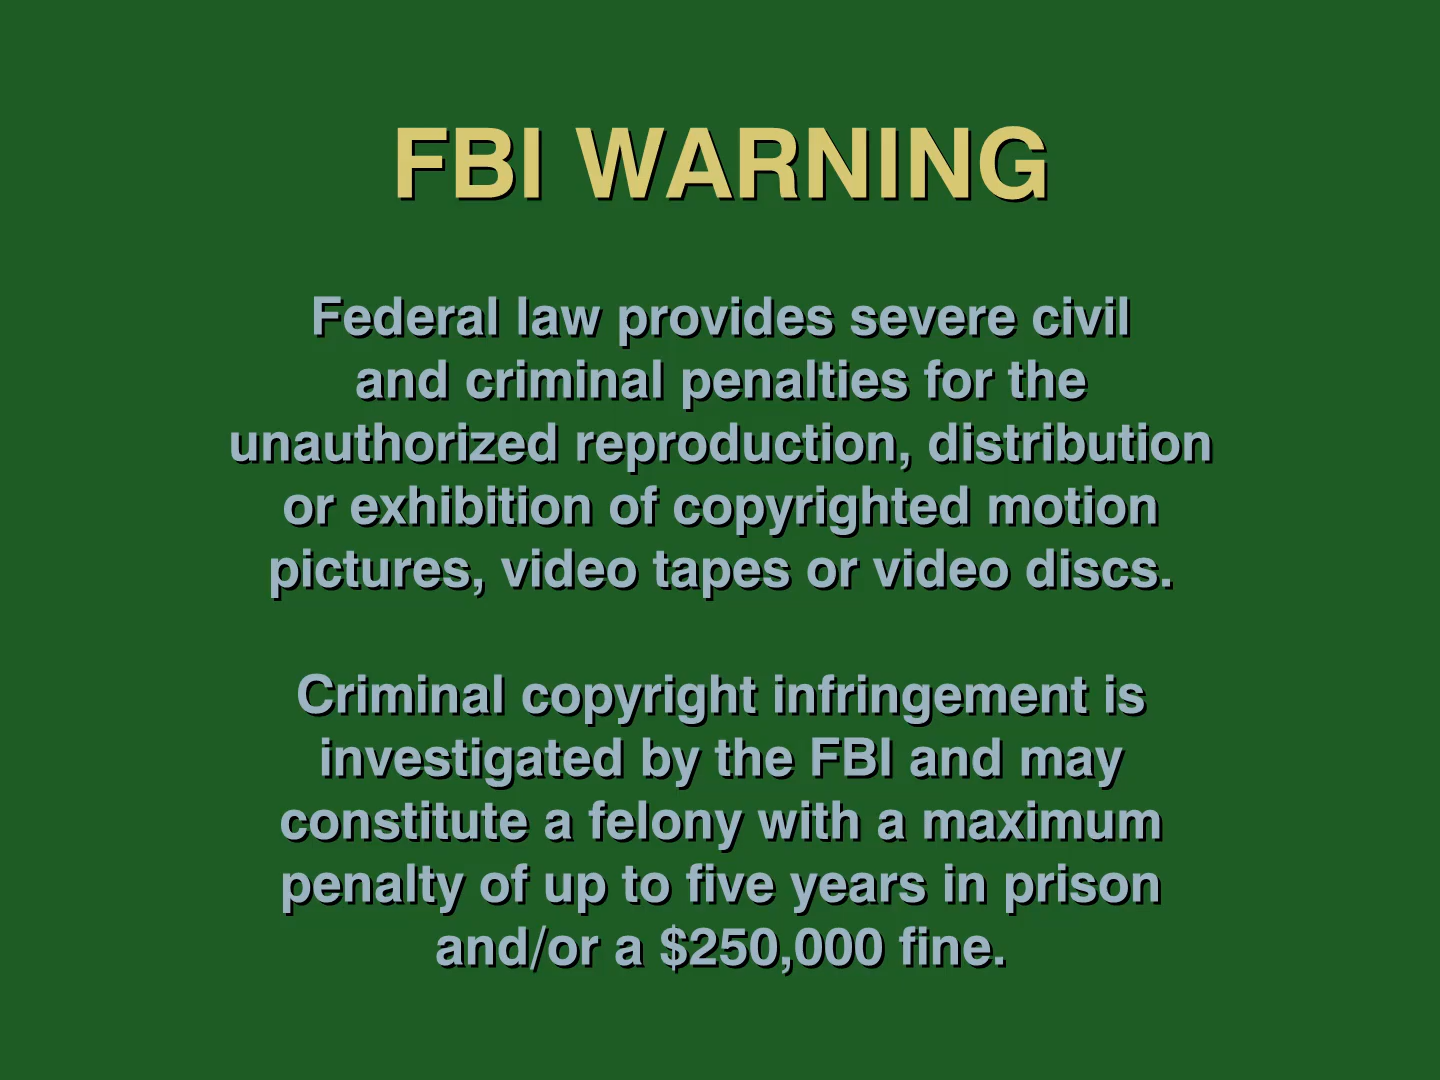 FBI WARNING
Federal law provides severe civil
and criminal penalties for the
unauthorized reproduction, distribution
or exhibition of copyrighted motion
pictures, video tapes or video discs.
Criminal copyright infringement is
investigated by the FBI and may
constitute a felony with a maximum
penalty of up to five years in prison
and/or a $250,000 fine.